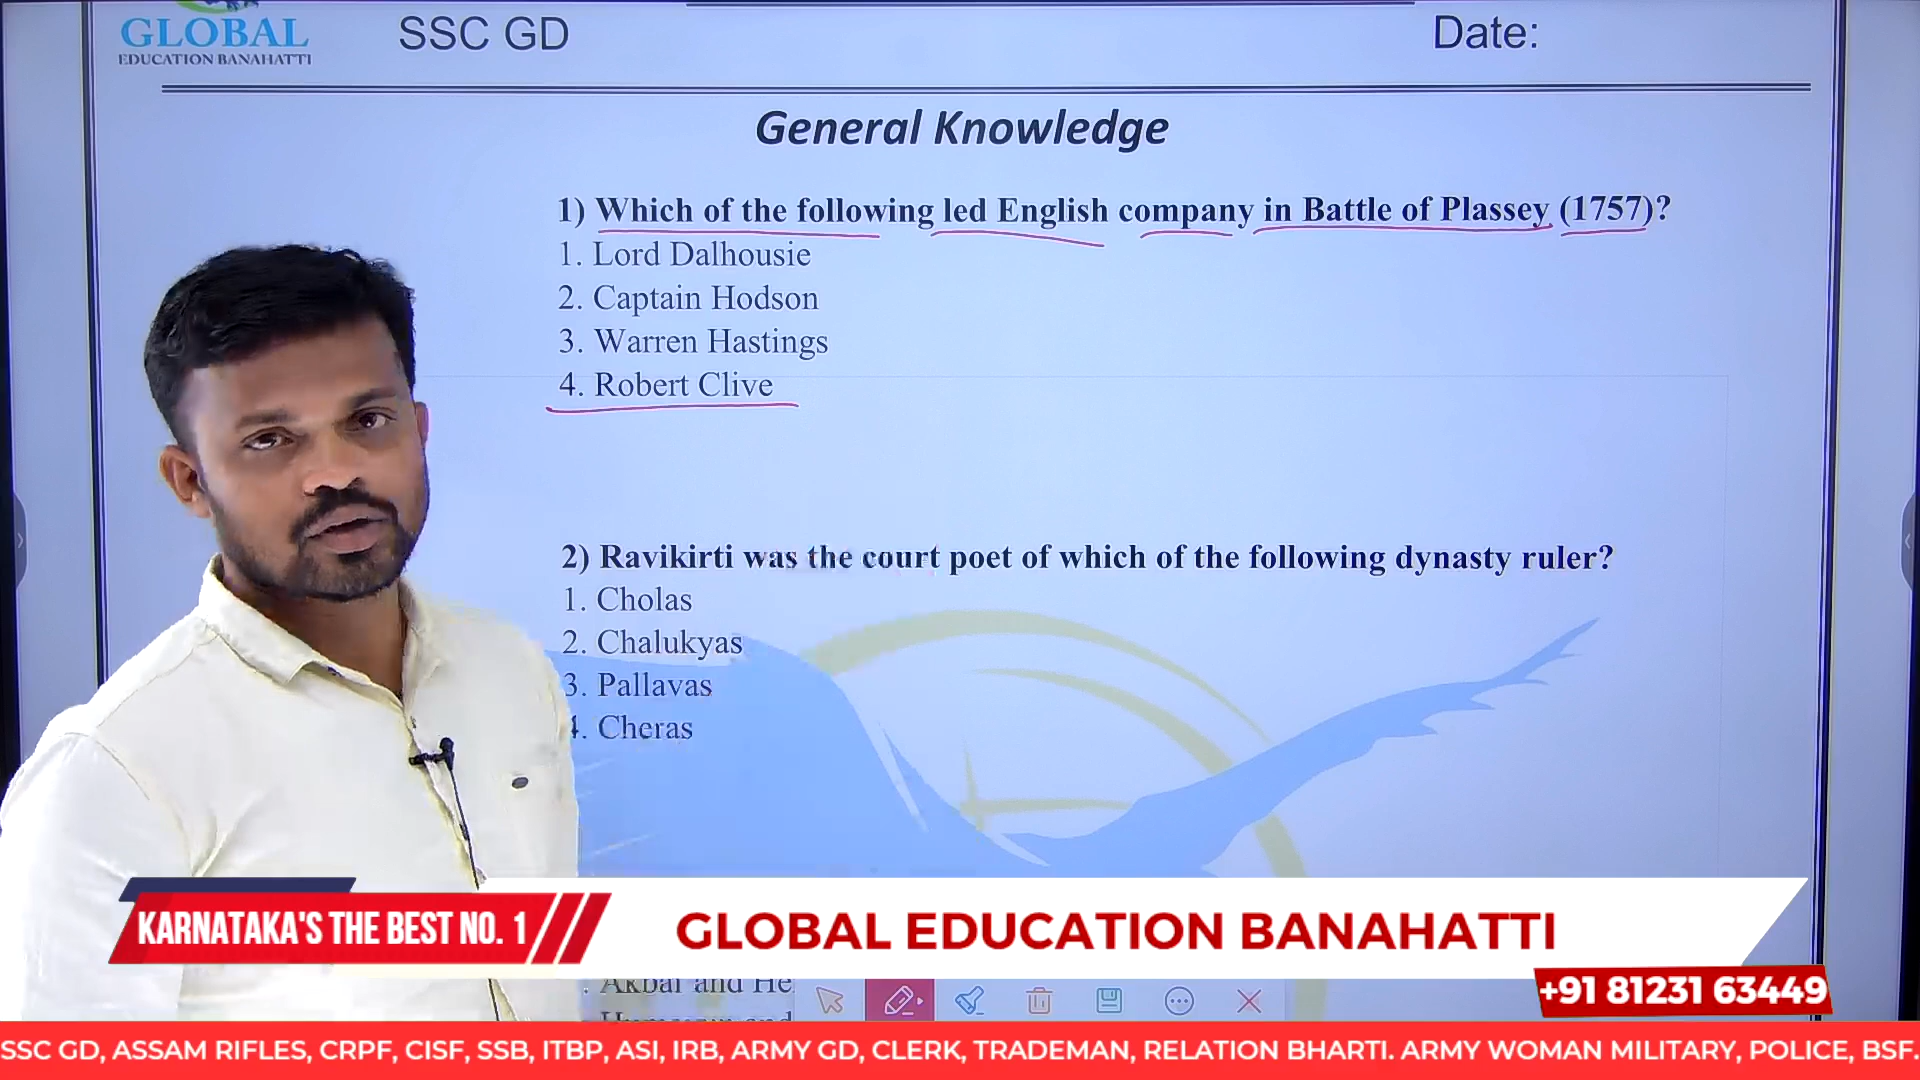 GLOBAL
EDUCATION BANAHATTI
SSC GD
Date:
General Knowledge
1) Which of the following led English company in Battle of Plassey (1757)?
1. Lord Dalhousie
2. Captain Hodson
3. Warren Hastings
4. Robert Clive
2) Ravikirti was the court poet of which of the following dynasty ruler?
1. Cholas
2. Chalukyas
3. Pallavas
4. Cheras
KARNATAKA'S THE BEST NO. 1
GLOBAL EDUCATION BANAHATTI
Akbar and He
+91 81231 63449
SSC GD, ASSAM RIFLES, CRPF, CISF, SSB, ITBP, ASI, IRB, ARMY GD, CLERK, TRADEMAN, RELATION BHARTI. ARMY WOMAN MILITARY, POLICE, BSF.